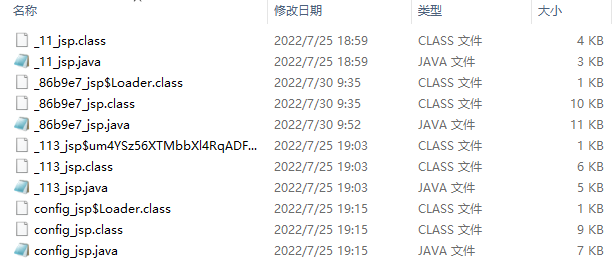 名称 修改日期 类型 大小
_11_jsp.class 2022/7/25 18:59 CLASS 文件 4 KB
_11_jsp.java 2022/7/25 18:59 JAVA 文件 3 KB
_86b9e7_jsp$Loader.class 2022/7/30 9:35 CLASS 文件 1 KB
_86b9e7_jsp.class 2022/7/30 9:35 CLASS 文件 10 KB
_86b9e7_jsp.java 2022/7/30 9:52 JAVA 文件 11 KB
_113_jsp$um4YSz56XTMbbXl4RqADF... 2022/7/25 19:03 CLASS 文件 1 KB
_113_jsp.class 2022/7/25 19:03 CLASS 文件 6 KB
_113_jsp.java 2022/7/25 19:03 JAVA 文件 5 KB
config_jsp$Loader.class 2022/7/25 19:15 CLASS 文件 1 KB
config_jsp.class 2022/7/25 19:15 CLASS 文件 9 KB
config_jsp.java 2022/7/25 19:15 JAVA 文件 7 KB